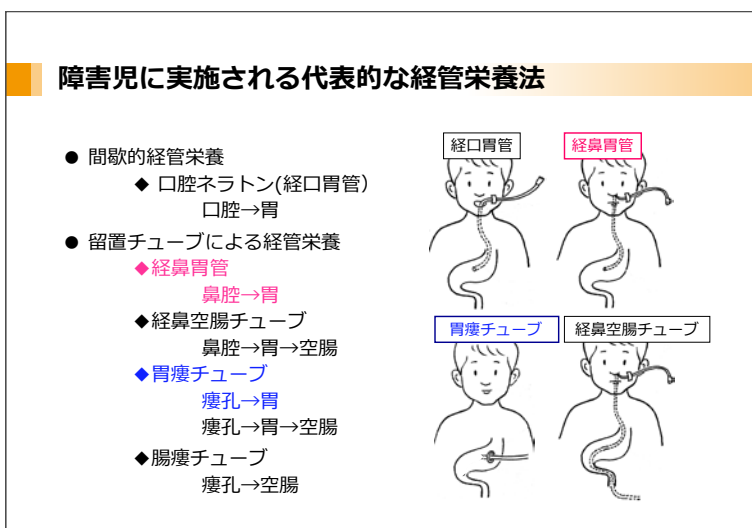 障害児に実施される代表的な経管栄養法
● 間歇的経管栄養
◆ 口腔ネラトン(経口胃管）
口腔→胃
● 留置チューブによる経管栄養
◆経鼻胃管
鼻腔→胃
◆経鼻空腸チューブ
鼻腔→胃→空腸
◆胃瘻チューブ
瘻孔→胃
瘻孔→胃→空腸
◆腸瘻チューブ
瘻孔→空腸
経口胃管
経鼻胃管
胃瘻チューブ
経鼻空腸チューブ